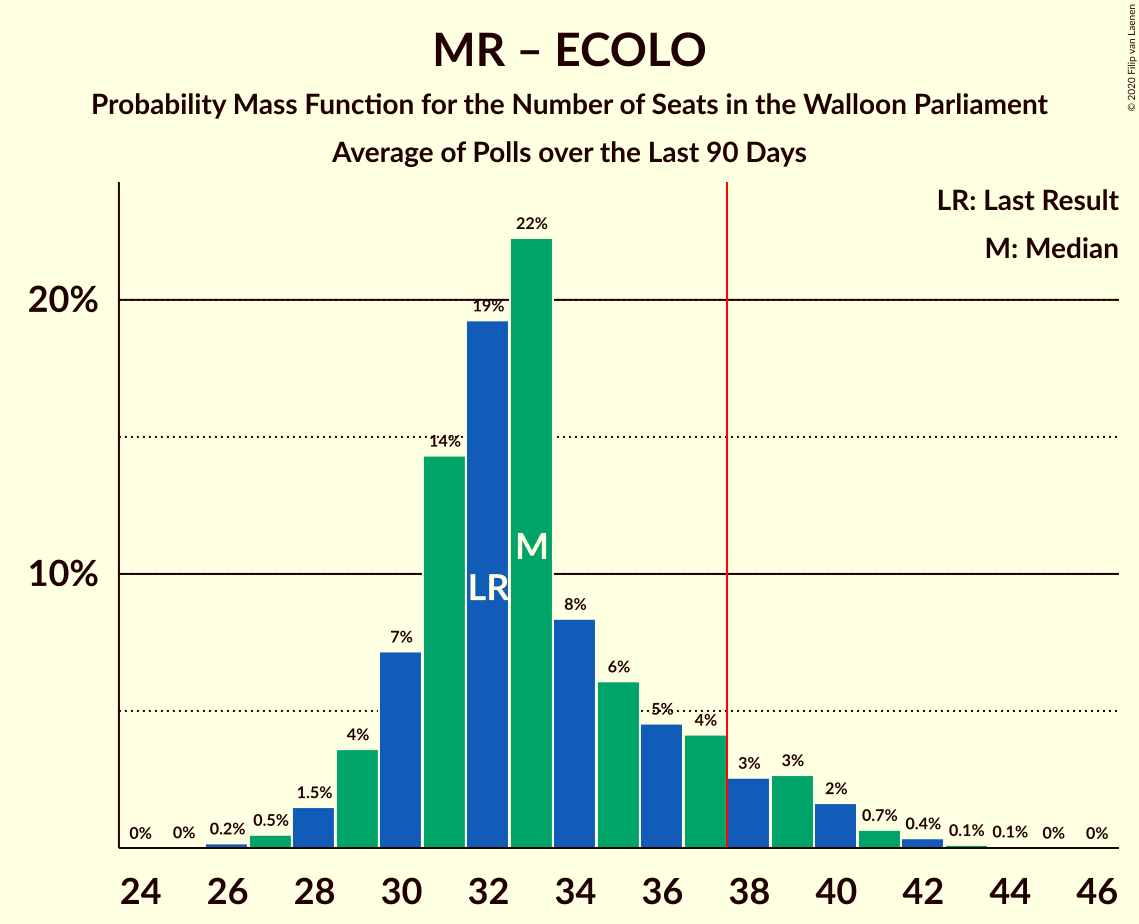 MR – ECOLO
Probability Mass Function for the Number of Seats in the Walloon Parliament
Average of Polls over the Last 90 Days
© 2020 Filip van Laenen
LR: Last Result
M: Median
20%
10%
0%
0%
0.2%
0.5%
1.5%
4%
7%
14%
19%
22%
8%
6%
5%
4%
3%
3%
2%
0.7%
0.4%
0.1%
0.1%
0%
0%
LR
M
24 26 28 30 32 34 36 38 40 42 44 46